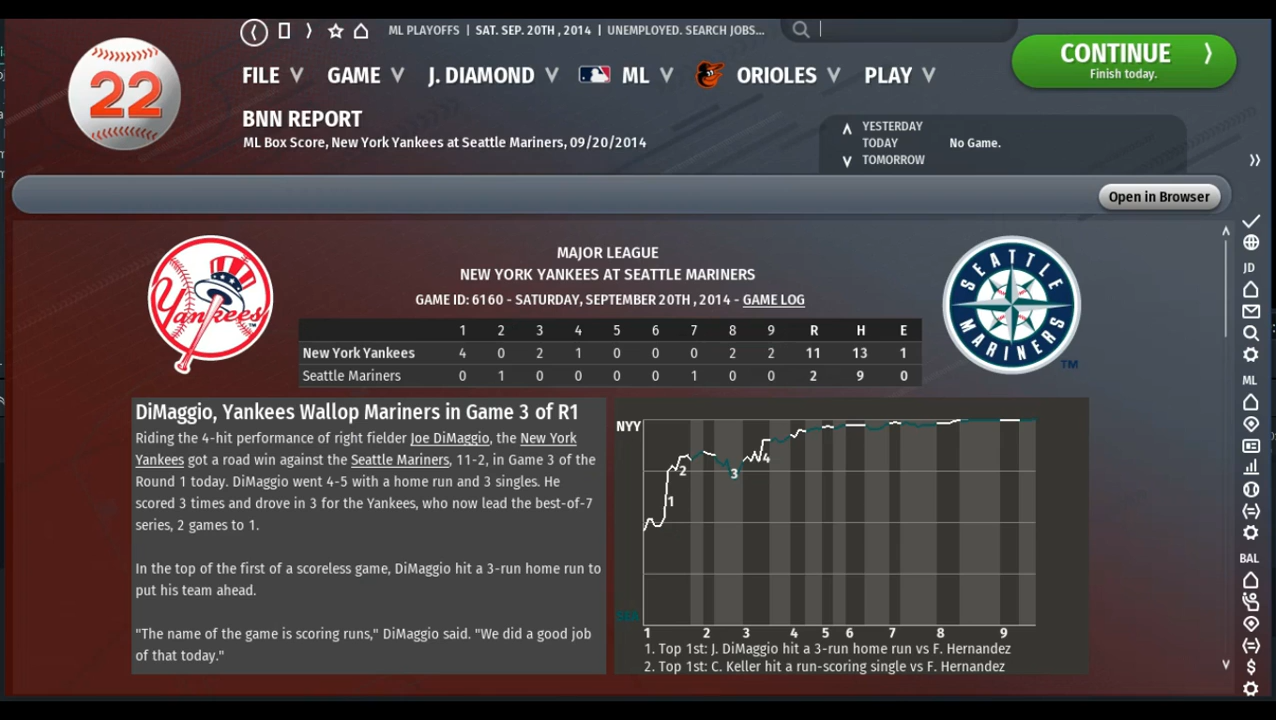 ML PLAYOFFS | SAT. SEP. 20TH , 2014 | UNEMPLOYED. SEARCH JOBS...
CONTINUE
Finish today.
22
FILE GAME J. DIAMOND ML ORIOLES PLAY
BNN REPORT
ML Box Score, New York Yankees at Seattle Mariners, 09/20/2014
YESTERDAY
TODAY No Game.
TOMORROW
Open in Browser
Yankees
SEATTLE MARINERS
TM
MAJOR LEAGUE
NEW YORK YANKEES AT SEATTLE MARINERS
GAME ID: 6160 - SATURDAY, SEPTEMBER 20TH , 2014 - GAME LOG
1 2 3 4 5 6 7 8 9 R H E
New York Yankees 4 0 2 1 0 0 0 2 2 11 13 1
Seattle Mariners 0 1 0 0 0 0 1 0 0 2 9 0
DiMaggio, Yankees Wallop Mariners in Game 3 of R1
Riding the 4-hit performance of right fielder Joe DiMaggio, the New York
Yankees got a road win against the Seattle Mariners, 11-2, in Game 3 of the
Round 1 today. DiMaggio went 4-5 with a home run and 3 singles. He
scored 3 times and drove in 3 for the Yankees, who now lead the best-of-7
series, 2 games to 1.
In the top of the first of a scoreless game, DiMaggio hit a 3-run home run to
put his team ahead.
"The name of the game is scoring runs," DiMaggio said. "We did a good job
of that today."
NYY
1
2
3
4
SEA
1 2 3 4 5 6 7 8 9
1. Top 1st: J. DiMaggio hit a 3-run home run vs F. Hernandez
2. Top 1st: C. Keller hit a run-scoring single vs F. Hernandez
JD
ML
BAL